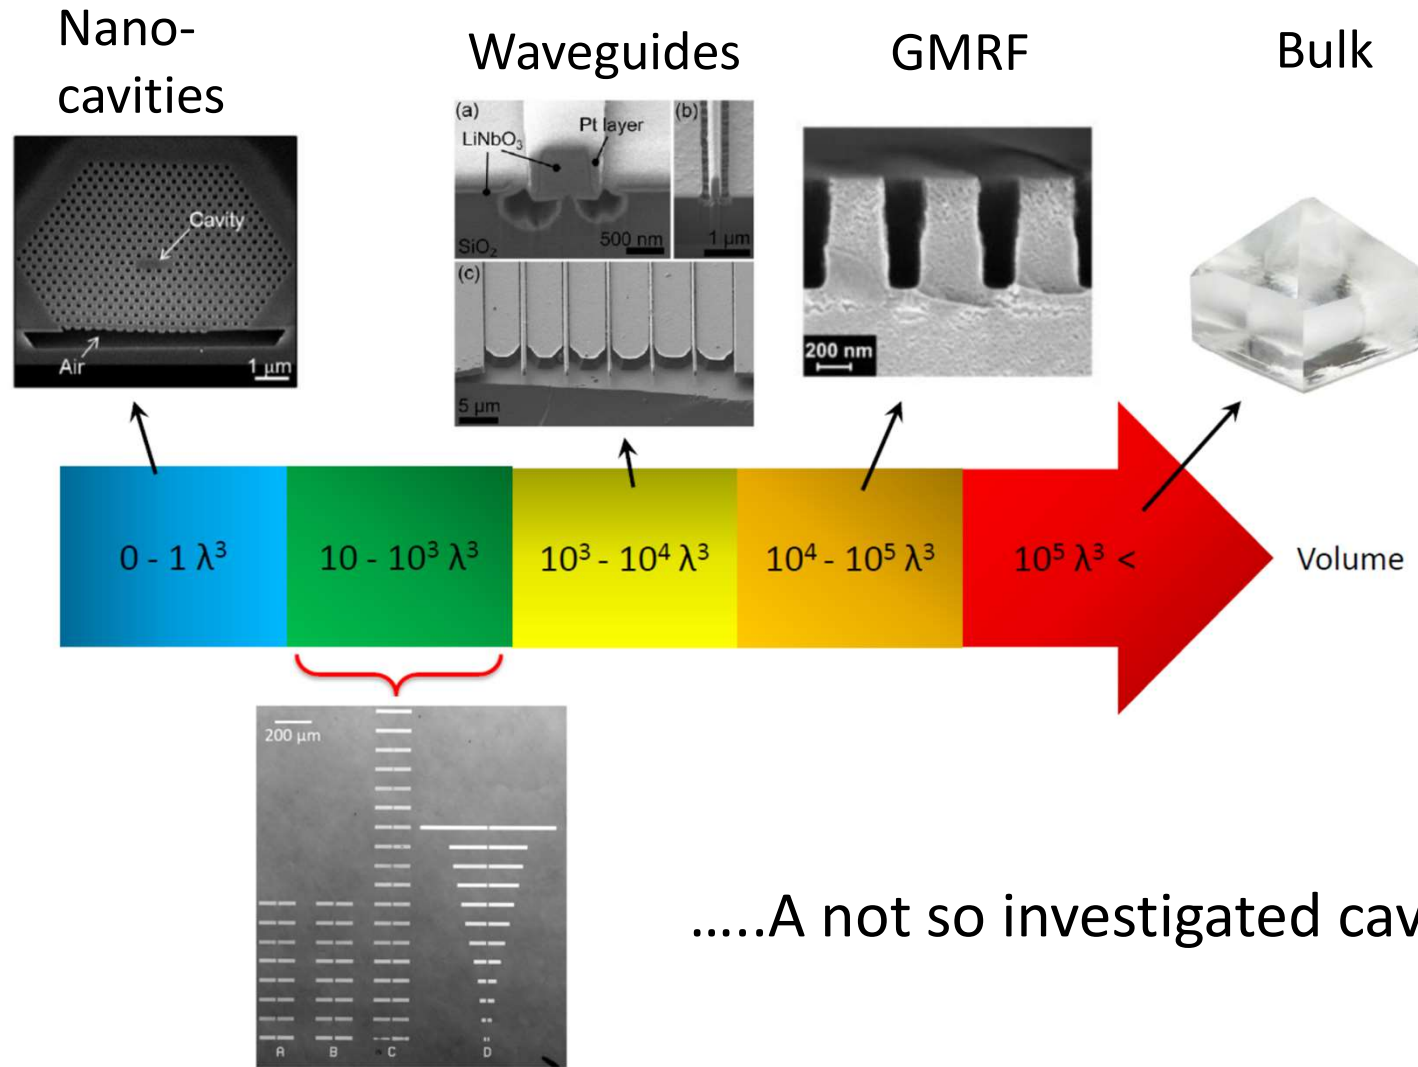 Nano-
cavities
Waveguides
GMRF
Bulk
Cavity
Air
1 µm
(a)
LiNbO₃
Pt layer
SiO₂
500 nm
(b)
1 µm
(c)
5 µm
200 nm
0 - 1 λ³
10 - 10³ λ³
10³ - 10⁴ λ³
10⁴ - 10⁵ λ³
10⁵ λ³ <
Volume
200 µm
A B C D
.....A not so investigated cav